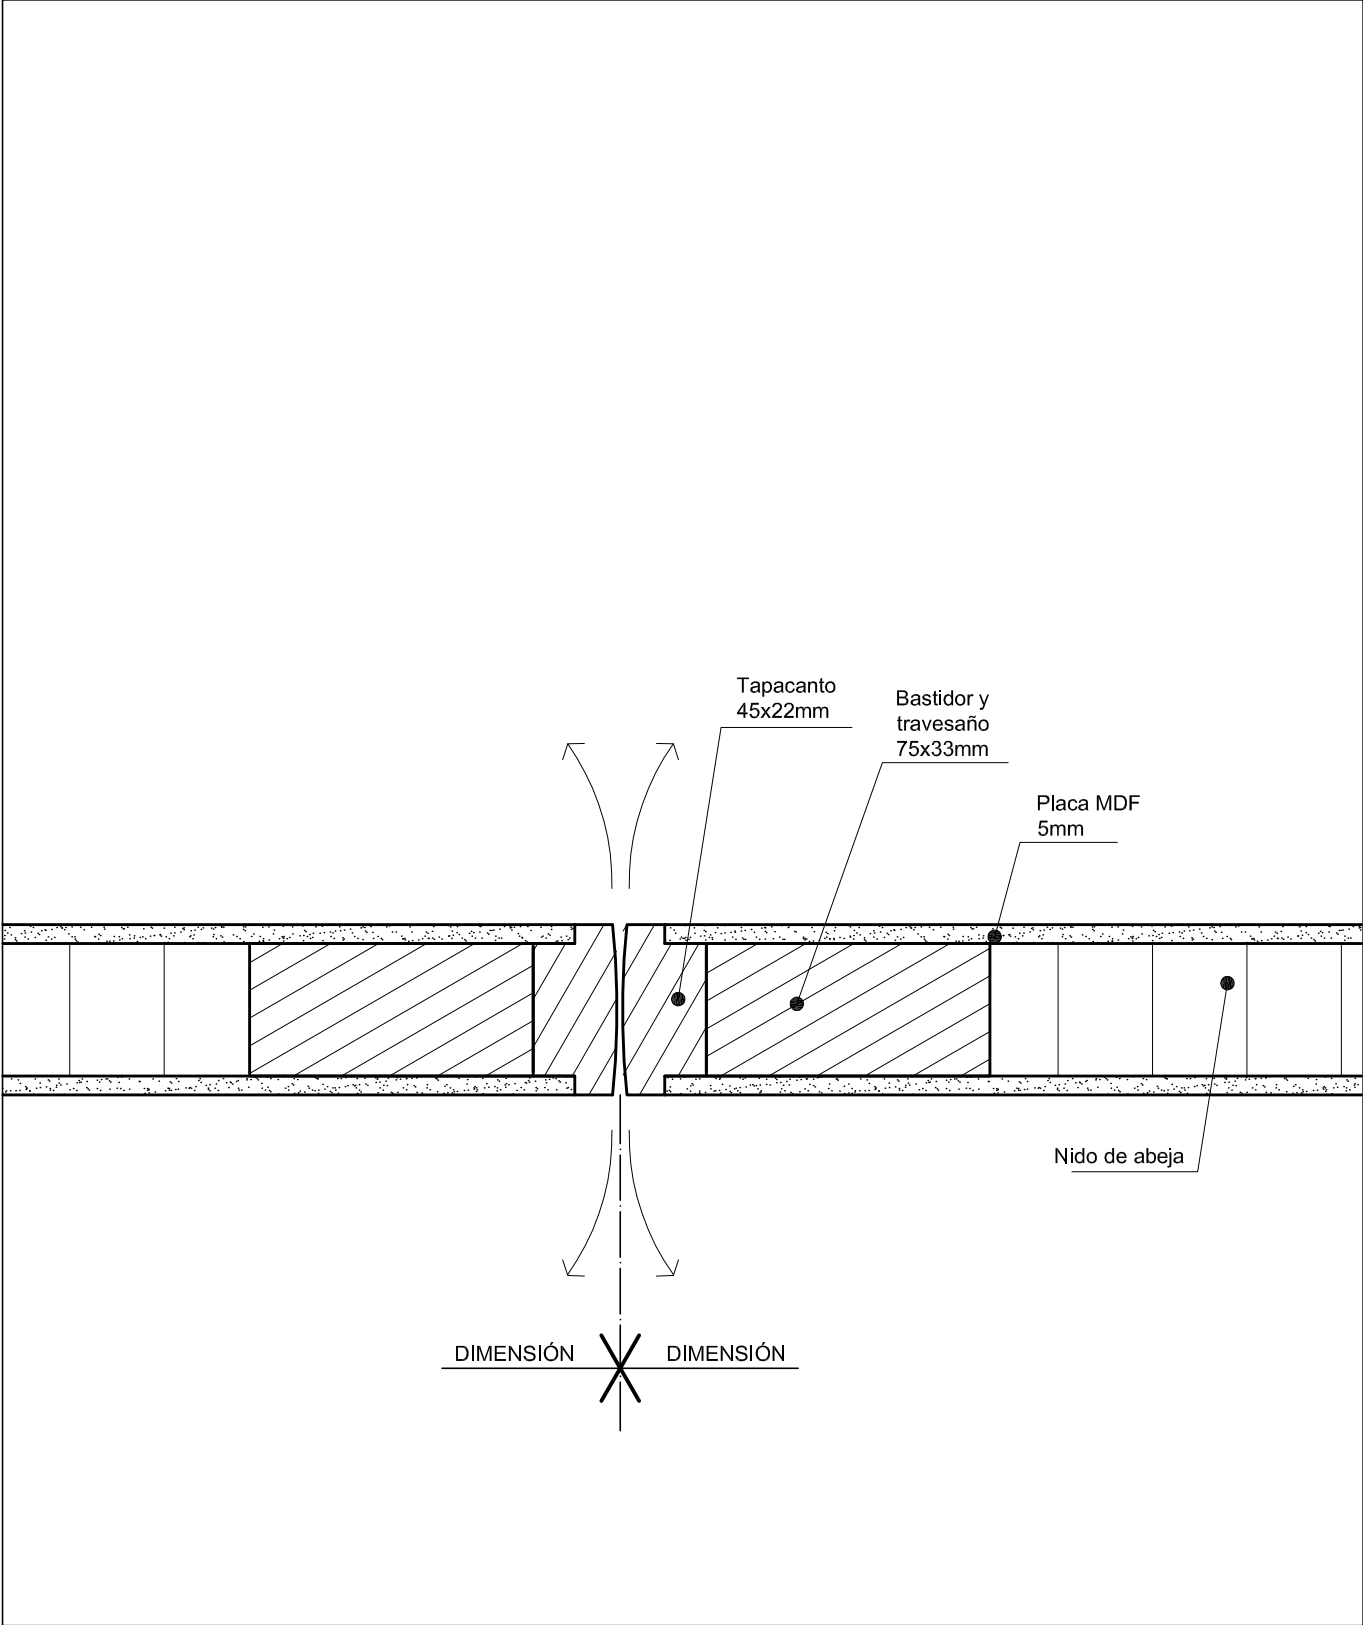 Tapacanto
45x22mm
Bastidor y
travesaño
75x33mm
Placa MDF
5mm
Nido de abeja
DIMENSIÓN
DIMENSIÓN